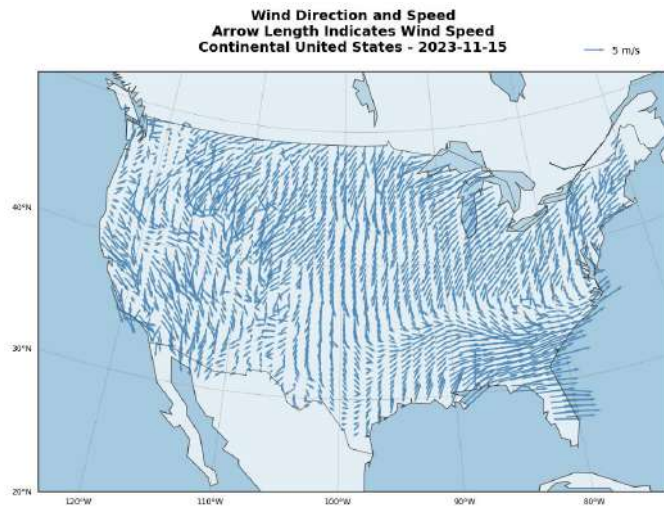 Wind Direction and Speed
Arrow Length Indicates Wind Speed
Continental United States - 2023-11-15
5 m/s
40°N
30°N
20°N
120°W
110°W
100°W
90°W
80°W